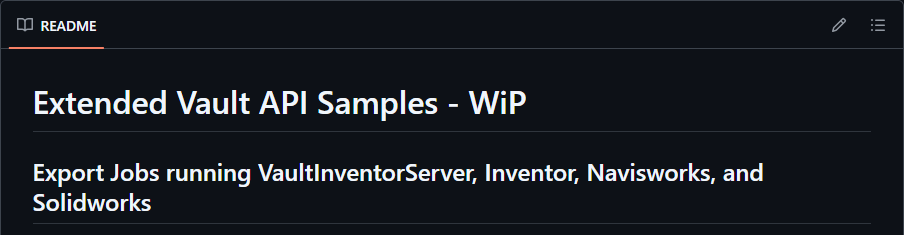 README
Extended Vault API Samples - WiP
Export Jobs running VaultInventorServer, Inventor, Navisworks, and
Solidworks